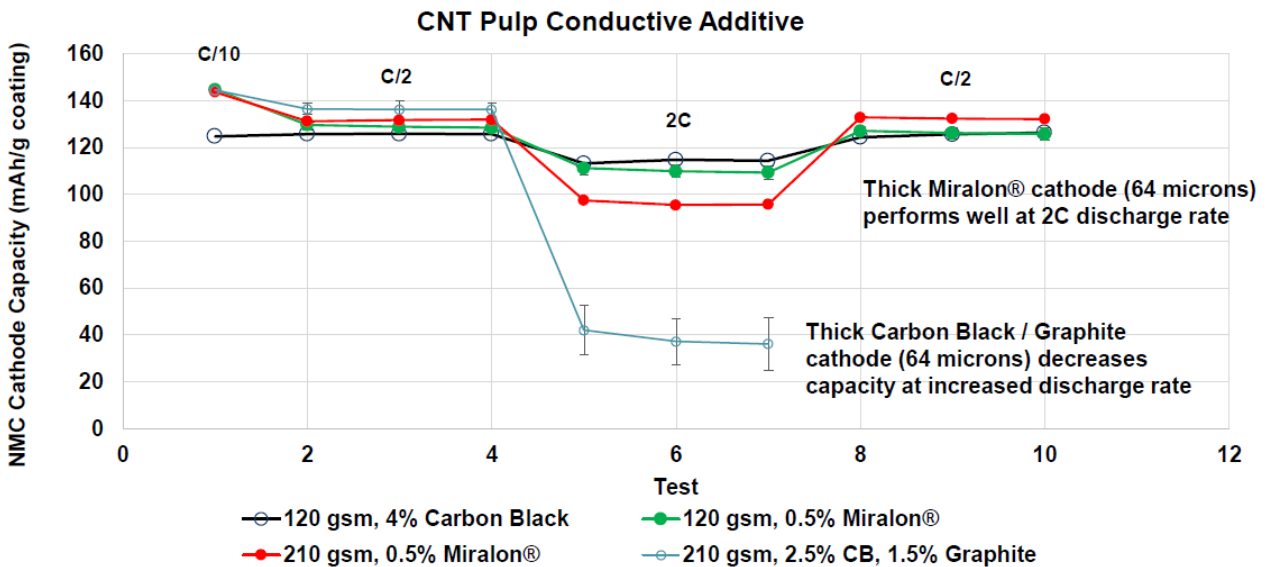 CNT Pulp Conductive Additive
NMC Cathode Capacity (mAh/g coating)
160
140
120
100
80
60
40
20
0
C/10
C/2
2C
C/2
Thick Miralon® cathode (64 microns)
performs well at 2C discharge rate
Thick Carbon Black / Graphite
cathode (64 microns) decreases
capacity at increased discharge rate
0 2 4 6 8 10 12
Test
120 gsm, 4% Carbon Black 120 gsm, 0.5% Miralon®
210 gsm, 0.5% Miralon® 210 gsm, 2.5% CB, 1.5% Graphite